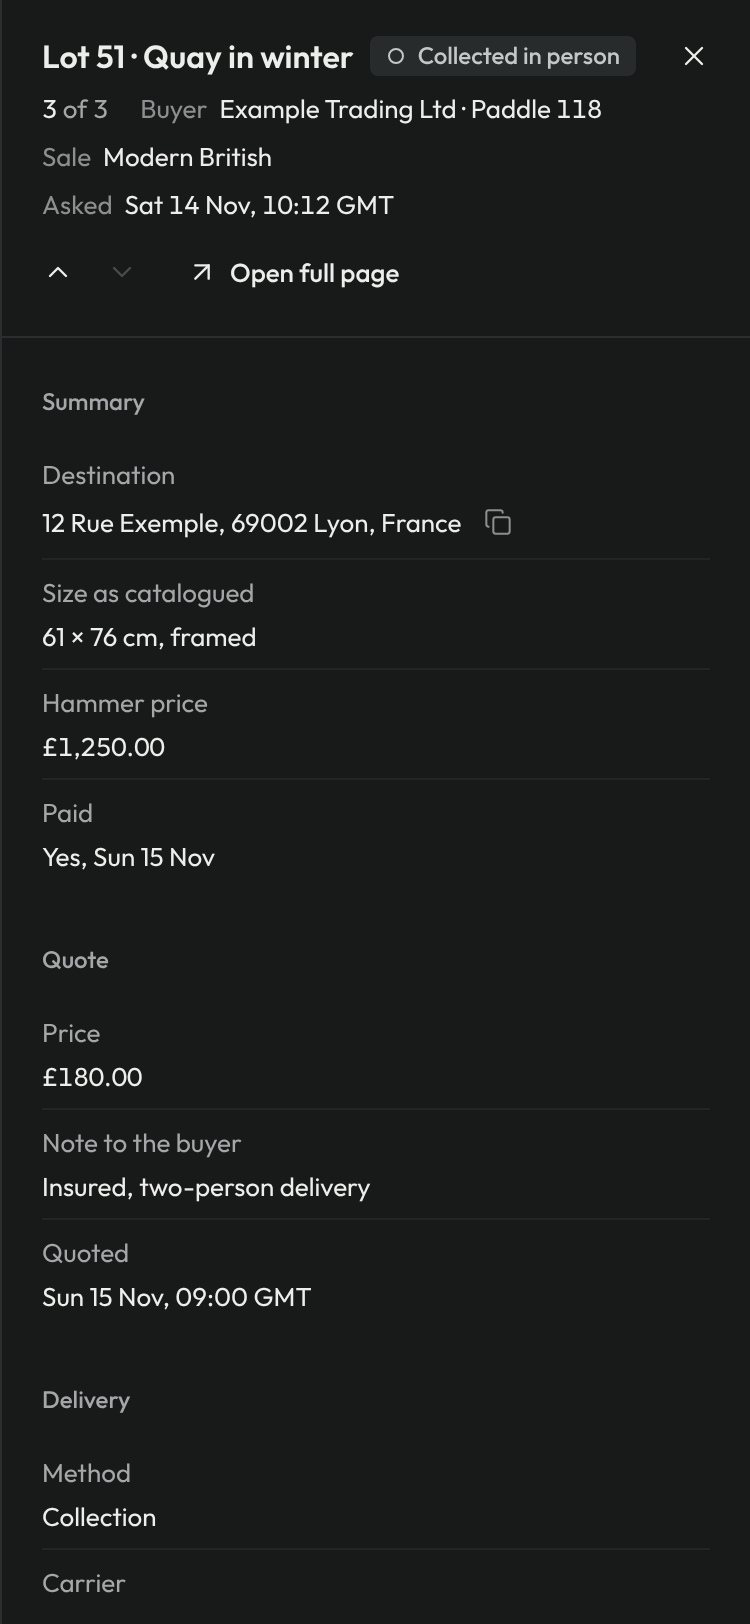 Lot 51 · Quay in winter Collected in person
3 of 3 Buyer Example Trading Ltd · Paddle 118
Sale Modern British
Asked Sat 14 Nov, 10:12 GMT
Open full page
Summary
Destination
12 Rue Exemple, 69002 Lyon, France
Size as catalogued
61 × 76 cm, framed
Hammer price
£1,250.00
Paid
Yes, Sun 15 Nov
Quote
Price
£180.00
Note to the buyer
Insured, two-person delivery
Quoted
Sun 15 Nov, 09:00 GMT
Delivery
Method
Collection
Carrier